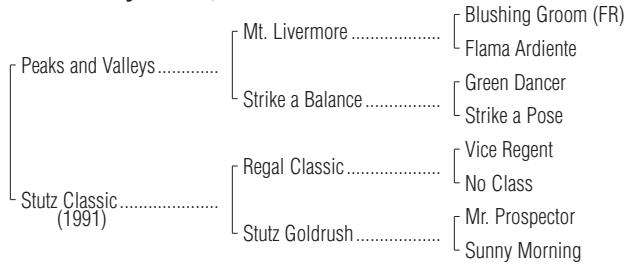 Blushing Groom (FR)
Mt. Livermore ..................
Flama Ardiente
Peaks and Valleys.............
Green Dancer
Strike a Balance .................
Strike a Pose
Vice Regent
Regal Classic...................
No Class
Stutz Classic.....................
(1991)
Mr. Prospector
Stutz Goldrush.................
Sunny Morning